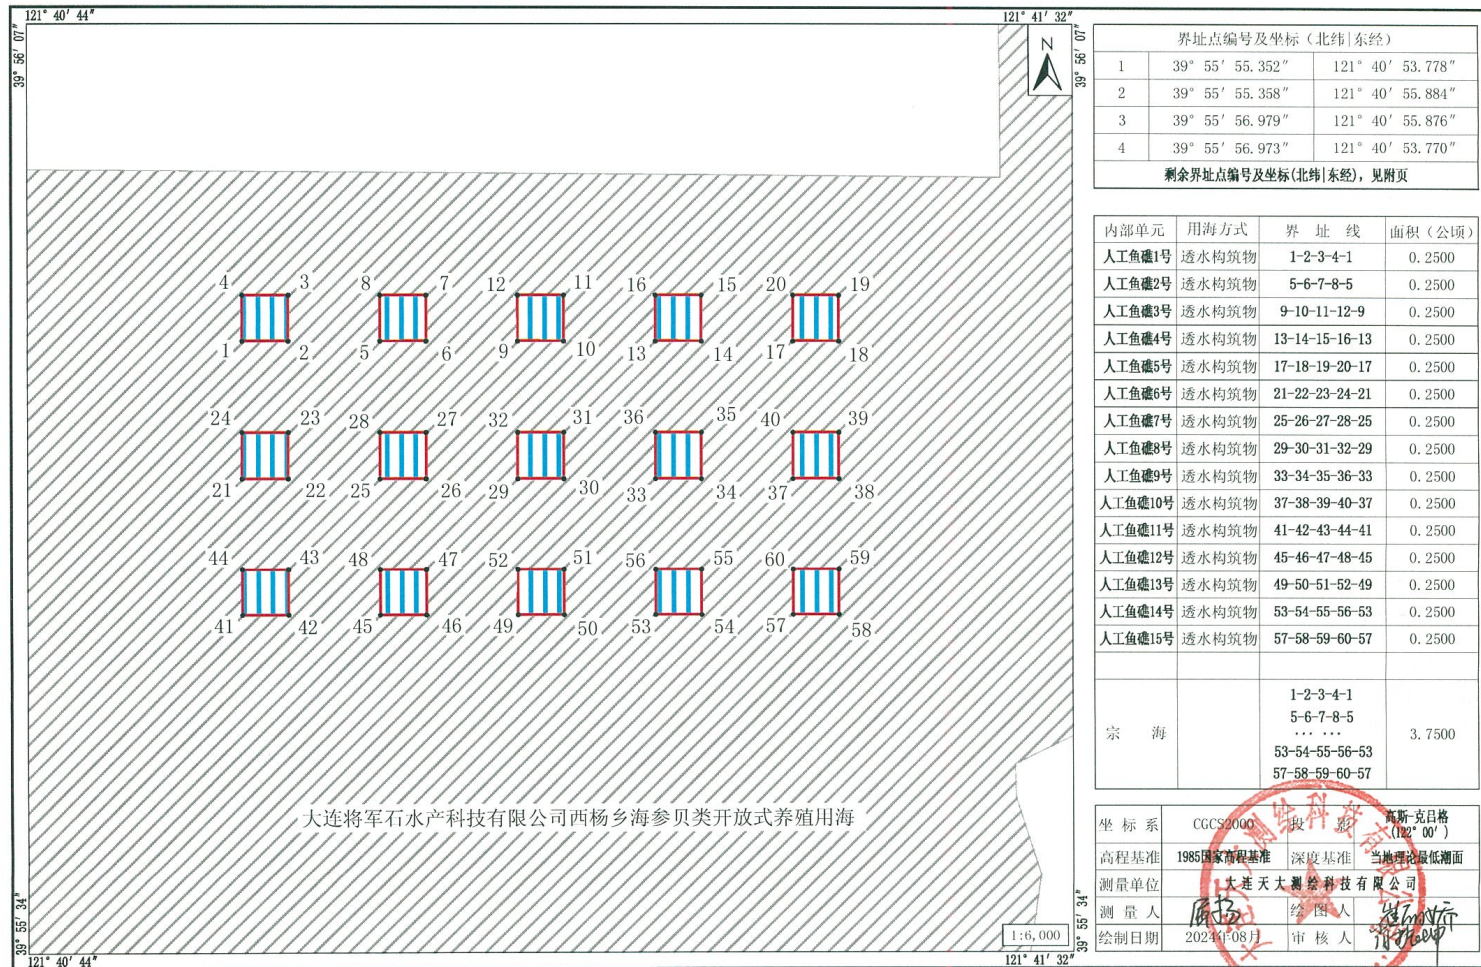 121° 40′ 44″
121° 41′ 32″
39° 56′ 07″
39° 56′ 07″
N
4 3 8 7 12 11 16 15 20 19
1 2 5 6 9 10 13 14 17 18
24 23 28 27 32 31 36 35 40 39
21 22 25 26 29 30 33 34 37 38
44 43 48 47 52 51 56 55 60 59
41 42 45 46 49 50 53 54 57 58
大连将军石水产科技有限公司西杨乡海参贝类开放式养殖用海
39° 55′ 34″
39° 55′ 34″
1:6,000
121° 40′ 44″
121° 41′ 32″
界址点编号及坐标（北纬|东经）
1 39° 55′ 55.352″ 121° 40′ 53.778″
2 39° 55′ 55.358″ 121° 40′ 55.884″
3 39° 55′ 56.979″ 121° 40′ 55.876″
4 39° 55′ 56.973″ 121° 40′ 53.770″
剩余界址点编号及坐标(北纬|东经)，见附页
内部单元 用海方式 界 址 线 面积（公顷）
人工鱼礁1号 透水构筑物 1-2-3-4-1 0.2500
人工鱼礁2号 透水构筑物 5-6-7-8-5 0.2500
人工鱼礁3号 透水构筑物 9-10-11-12-9 0.2500
人工鱼礁4号 透水构筑物 13-14-15-16-13 0.2500
人工鱼礁5号 透水构筑物 17-18-19-20-17 0.2500
人工鱼礁6号 透水构筑物 21-22-23-24-21 0.2500
人工鱼礁7号 透水构筑物 25-26-27-28-25 0.2500
人工鱼礁8号 透水构筑物 29-30-31-32-29 0.2500
人工鱼礁9号 透水构筑物 33-34-35-36-33 0.2500
人工鱼礁10号 透水构筑物 37-38-39-40-37 0.2500
人工鱼礁11号 透水构筑物 41-42-43-44-41 0.2500
人工鱼礁12号 透水构筑物 45-46-47-48-45 0.2500
人工鱼礁13号 透水构筑物 49-50-51-52-49 0.2500
人工鱼礁14号 透水构筑物 53-54-55-56-53 0.2500
人工鱼礁15号 透水构筑物 57-58-59-60-57 0.2500
1-2-3-4-1
5-6-7-8-5
… …
宗 海 3.7500
53-54-55-56-53
57-58-59-60-57
坐 标 系 CGCS2000 投 影 高斯-克吕格
(122° 00′)
高程基准 1985国家高程基准 深度基准 当地理论最低潮面
测量单位 大连天大测绘科技有限公司
测 量 人 绘 图 人
绘制日期 2024年08月 审 核 人